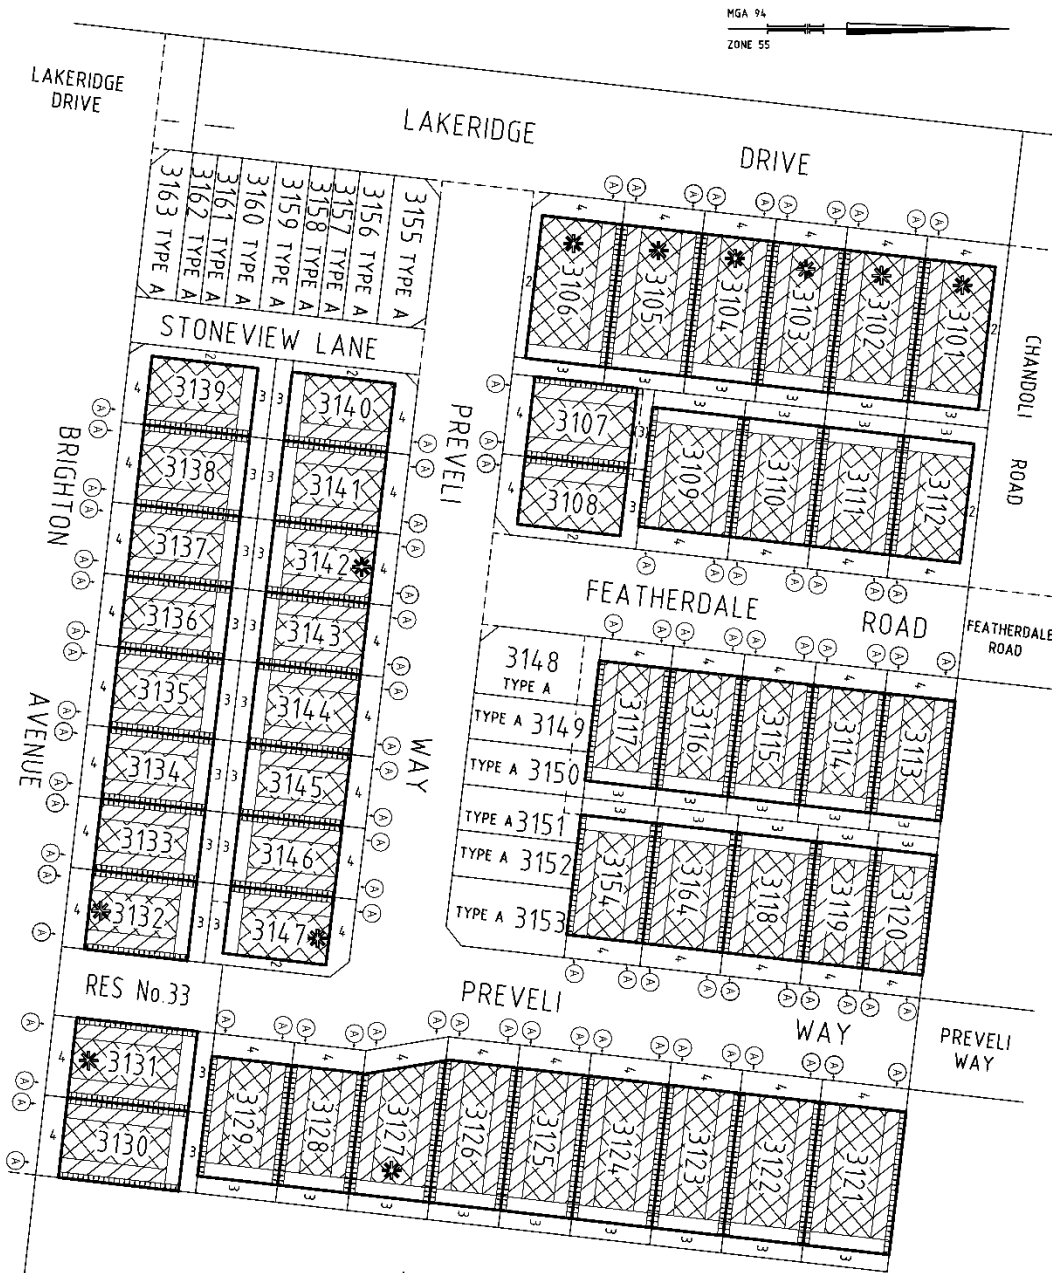 MGA 94
ZONE 55
LAKERIDGE
DRIVE
LAKERIDGE
DRIVE
CHANDOLI
ROAD
3163 TYPE A
3162 TYPE A
3161 TYPE A
3160 TYPE A
3159 TYPE A
3158 TYPE A
3157 TYPE A
3156 TYPE A
3155 TYPE A
3106
3105
3104
3103
3102
3101
STONEVIEW LANE
PREVELI
WAY
BRIGHTON
AVENUE
3139
3138
3137
3136
3135
3134
3133
3132
3140
3141
3142
3143
3144
3145
3146
3147
3107
3108
3109
3110
3111
3112
FEATHERDALE
ROAD
FEATHERDALE
ROAD
3148
TYPE A
TYPE A 3149
TYPE A 3150
TYPE A 3151
TYPE A 3152
TYPE A 3153
3117
3116
3115
3114
3113
3154
3164
3118
3119
3120
RES No.33
PREVELI
WAY
PREVELI
WAY
3131
3130
3129
3128
3127
3126
3125
3124
3123
3122
3121